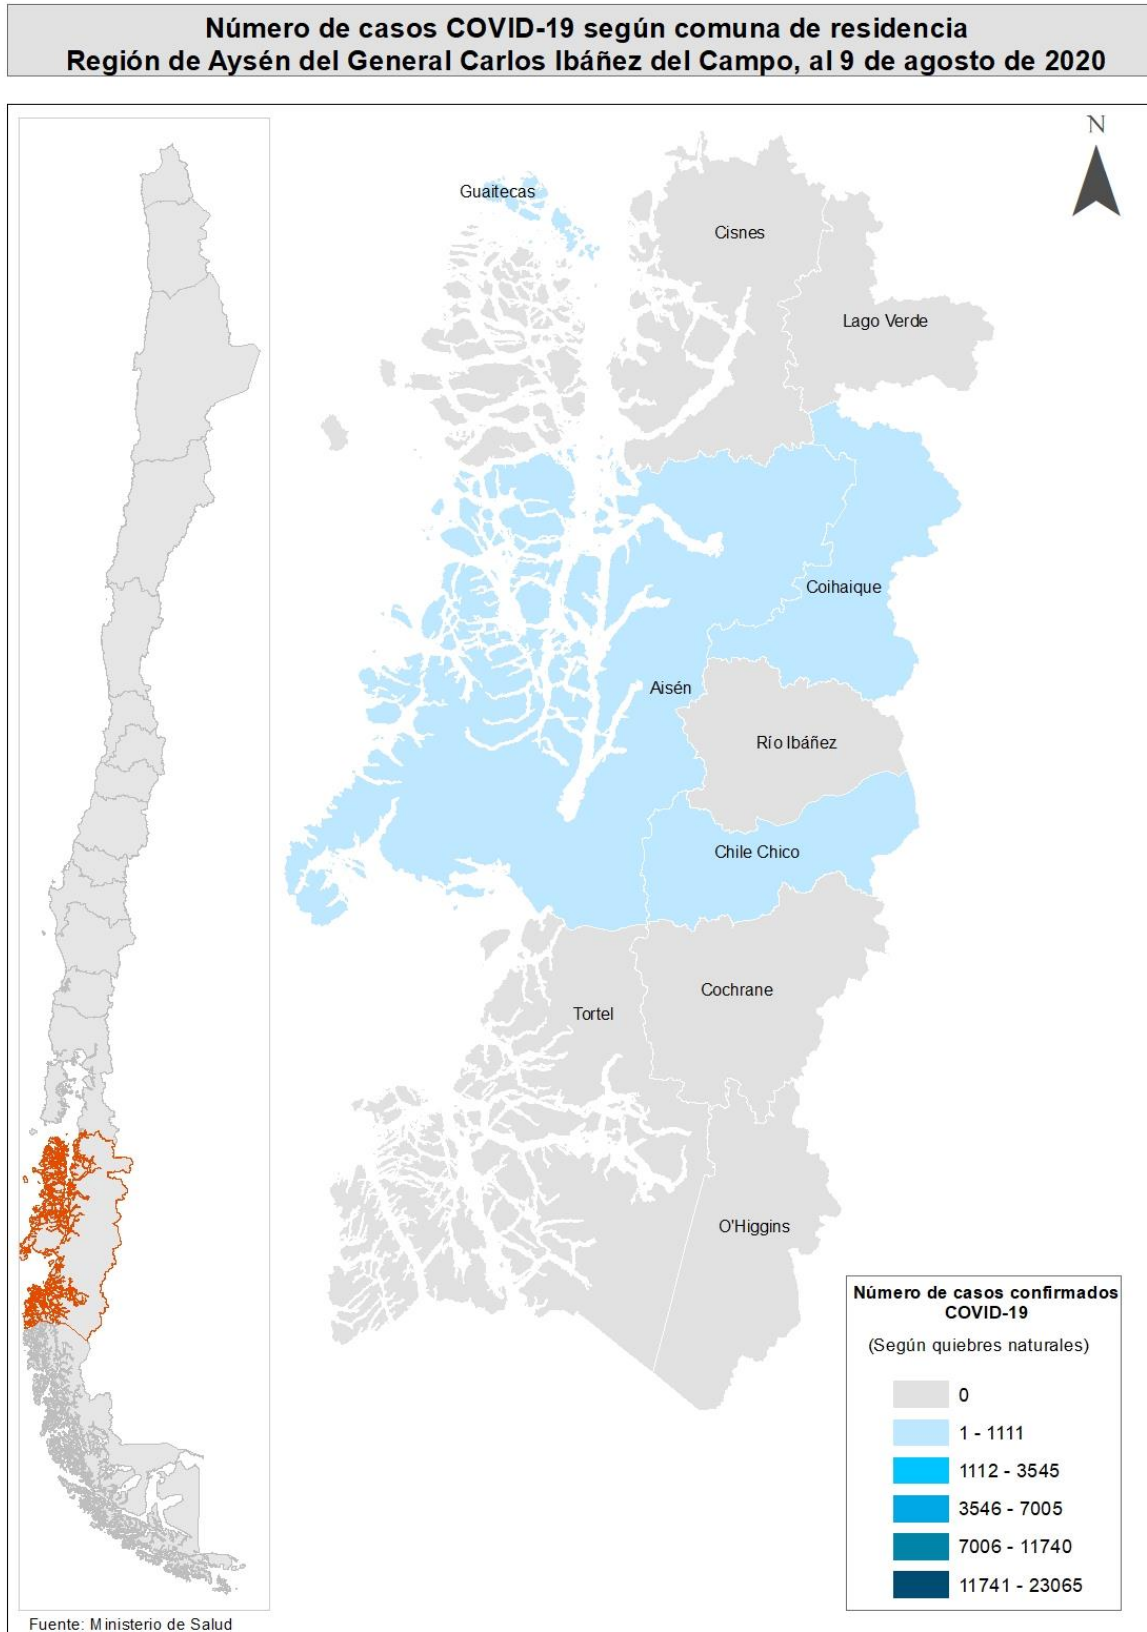 Número de casos COVID-19 según comuna de residencia
Región de Aysén del General Carlos Ibáñez del Campo, al 9 de agosto de 2020
N
Guaitecas
Cisnes
Lago Verde
Coihaique
Aisén
Río Ibáñez
Chile Chico
Cochrane
Tortel
O'Higgins
Número de casos confirmados
COVID-19
(Según quiebres naturales)
0
1 - 1111
1112 - 3545
3546 - 7005
7006 - 11740
11741 - 23065
Fuente: Ministerio de Salud